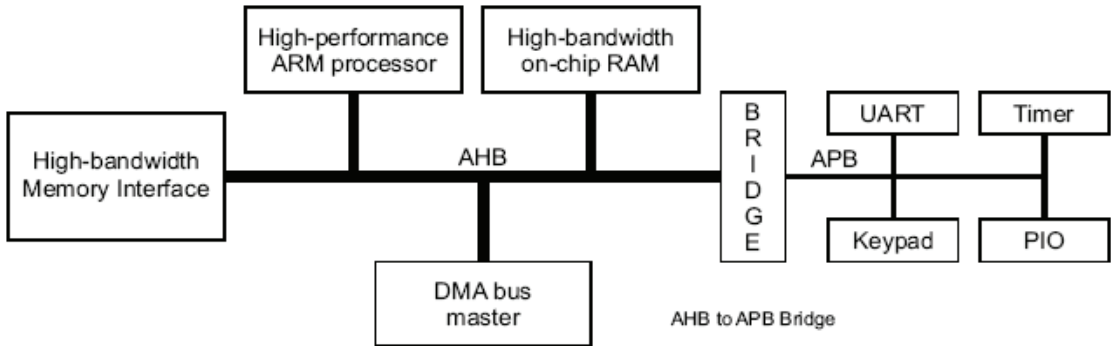 High-performance
ARM processor
High-bandwidth
on-chip RAM
High-bandwidth
Memory Interface
AHB
B
R
I
D
G
E
APB
UART
Timer
Keypad
PIO
DMA bus
master
AHB to APB Bridge